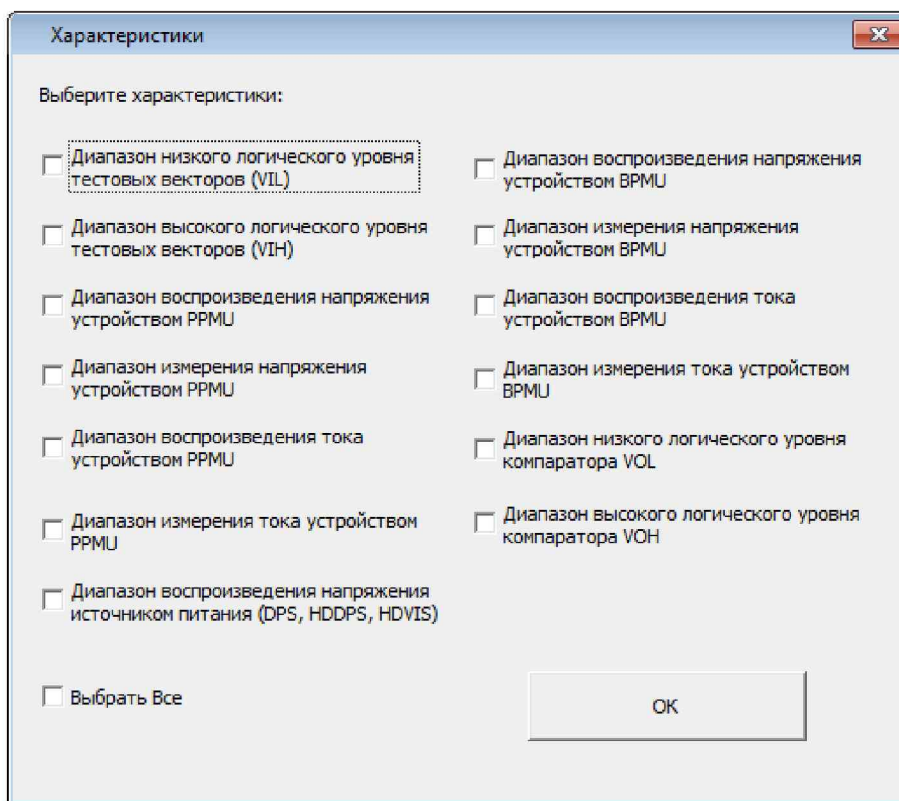 Характеристики
Выберите характеристики:
Диапазон низкого логического уровня
тестовых векторов (VIL)
Диапазон высокого логического уровня
тестовых векторов (VIH)
Диапазон воспроизведения напряжения
устройством PPMU
Диапазон измерения напряжения
устройством PPMU
Диапазон воспроизведения тока
устройством PPMU
Диапазон измерения тока устройством
PPMU
Диапазон воспроизведения напряжения
источником питания (DPS, HDDPS, HDVIS)
Диапазон воспроизведения напряжения
устройством BPMU
Диапазон измерения напряжения
устройством BPMU
Диапазон воспроизведения тока
устройством BPMU
Диапазон измерения тока устройством
BPMU
Диапазон низкого логического уровня
компаратора VOL
Диапазон высокого логического уровня
компаратора VOH
Выбрать Все
ОК